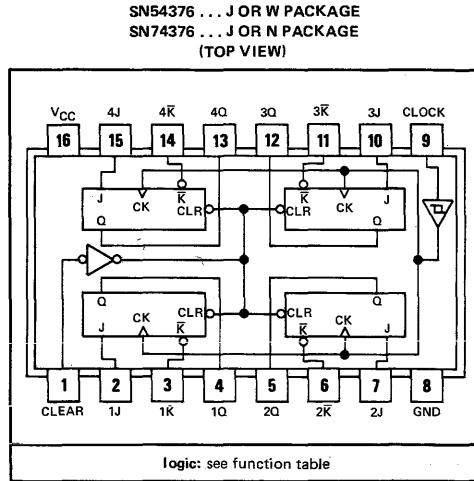 SN54376 ... J OR W PACKAGE
SN74376 ... J OR N PACKAGE
(TOP VIEW)
VCC 4J 4K̅ 4Q 3Q 3K̅ 3J CLOCK
16 15 14 13 12 11 10 9
J CK K̅ K̅ CK J
Q CLR CLR Q
Q CLR CLR Q
J CK K̅ K̅ CK J
1 2 3 4 5 6 7 8
CLEAR 1J 1K̅ 1Q 2Q 2K̅ 2J GND
logic: see function table